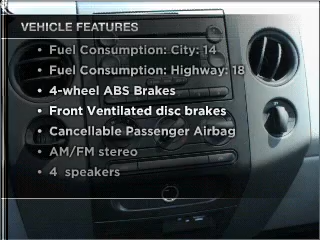 VEHICLE FEATURES
• Fuel Consumption: City: 14
• Fuel Consumption: Highway: 18
• 4-wheel ABS Brakes
• Front Ventilated disc brakes
• Cancellable Passenger Airbag
• AM/FM stereo
• 4 speakers